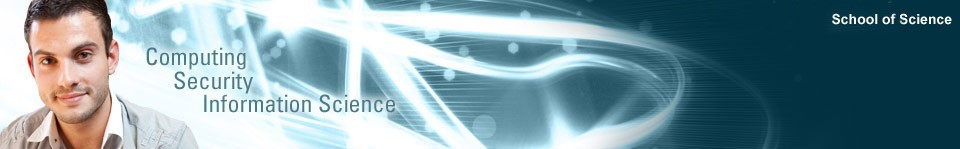 School of Science
Computing
Security
Information Science